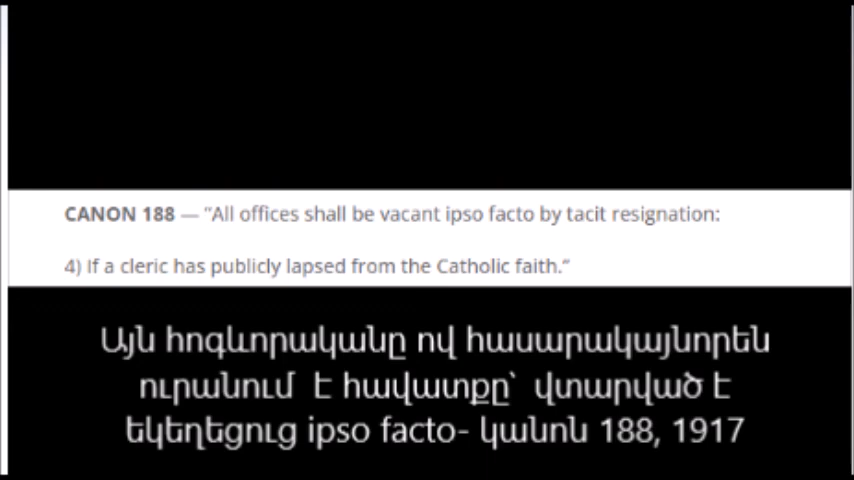 CANON 188 — "All offices shall be vacant ipso facto by tacit resignation:
4) If a cleric has publicly lapsed from the Catholic faith."
Այն հոգևորականը ով հասարակայնորեն
ուրանում է հավատքը՝ վտարված է
եկեղեցուց ipso facto- կանոն 188, 1917